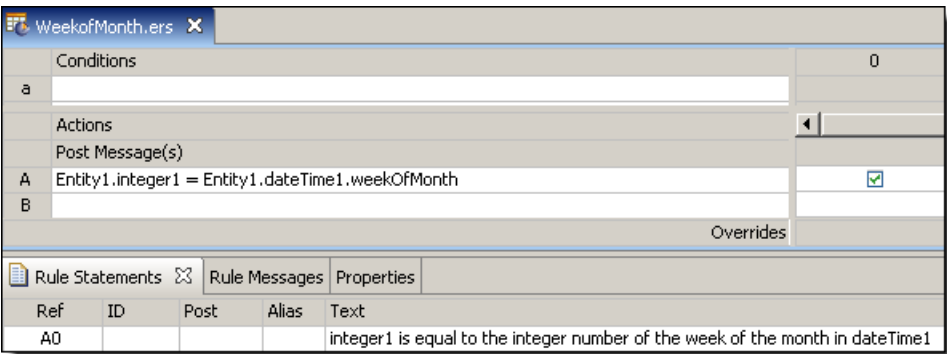 WeekofMonth.ers
Conditions 0
a
Actions
Post Message(s)
A Entity1.integer1 = Entity1.dateTime1.weekOfMonth
B
Overrides
Rule Statements Rule Messages Properties
Ref ID Post Alias Text
A0 integer1 is equal to the integer number of the week of the month in dateTime1